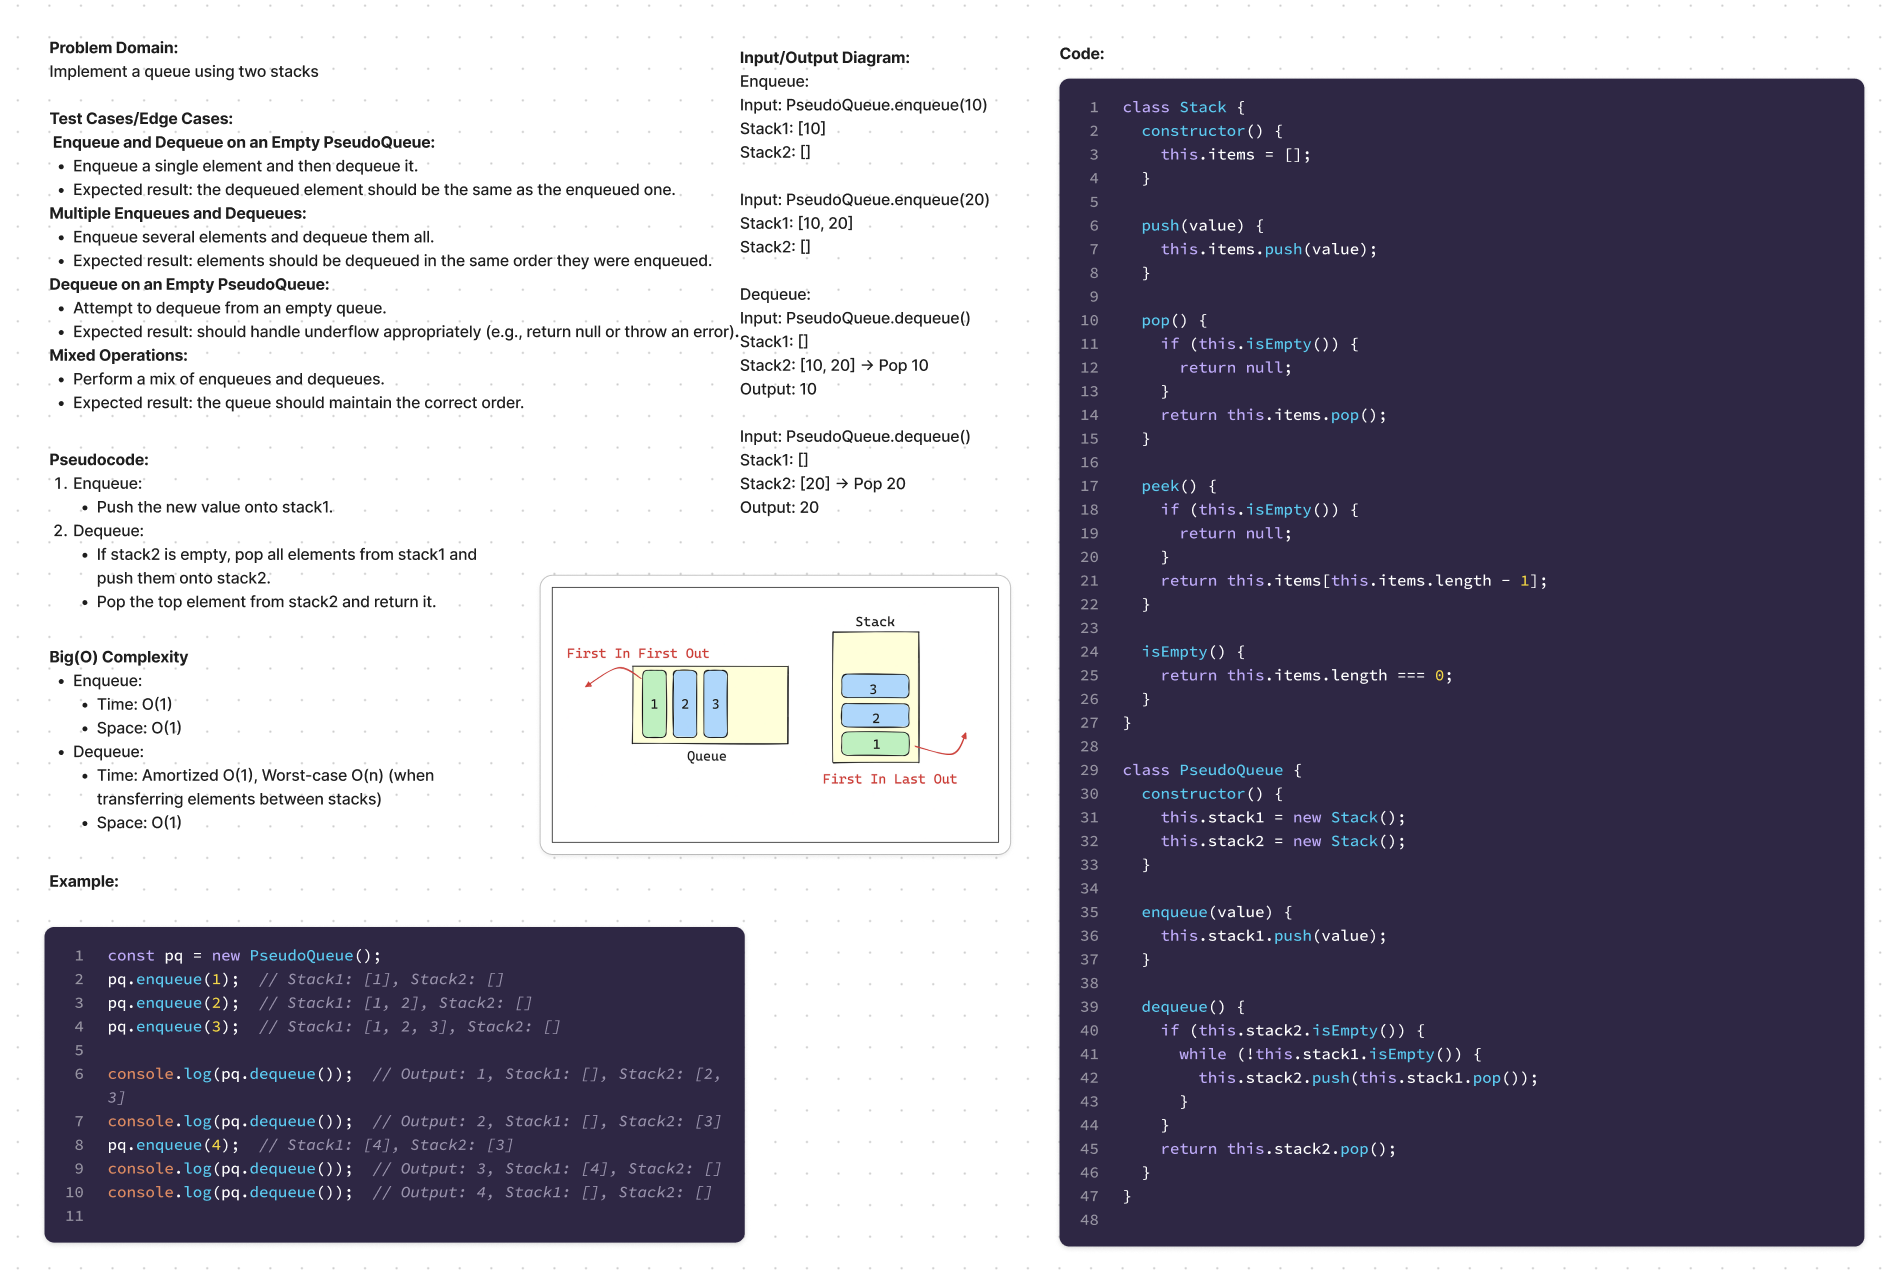 Problem Domain:
Implement a queue using two stacks
Test Cases/Edge Cases:
Enqueue and Dequeue on an Empty PseudoQueue:
• Enqueue a single element and then dequeue it.
• Expected result: the dequeued element should be the same as the enqueued one.
Multiple Enqueues and Dequeues:
• Enqueue several elements and dequeue them all.
• Expected result: elements should be dequeued in the same order they were enqueued.
Dequeue on an Empty PseudoQueue:
• Attempt to dequeue from an empty queue.
• Expected result: should handle underflow appropriately (e.g., return null or throw an error).
Mixed Operations:
• Perform a mix of enqueues and dequeues.
• Expected result: the queue should maintain the correct order.
Pseudocode:
1. Enqueue:
• Push the new value onto stack1.
2. Dequeue:
• If stack2 is empty, pop all elements from stack1 and
push them onto stack2.
• Pop the top element from stack2 and return it.
Big(O) Complexity
• Enqueue:
• Time: O(1)
• Space: O(1)
• Dequeue:
• Time: Amortized O(1), Worst-case O(n) (when
transferring elements between stacks)
• Space: O(1)
Example:
1 const pq = new PseudoQueue();
2 pq.enqueue(1);  // Stack1: [1], Stack2: []
3 pq.enqueue(2);  // Stack1: [1, 2], Stack2: []
4 pq.enqueue(3);  // Stack1: [1, 2, 3], Stack2: []
5
6 console.log(pq.dequeue());  // Output: 1, Stack1: [], Stack2: [2,
3]
7 console.log(pq.dequeue());  // Output: 2, Stack1: [], Stack2: [3]
8 pq.enqueue(4);  // Stack1: [4], Stack2: [3]
9 console.log(pq.dequeue());  // Output: 3, Stack1: [4], Stack2: []
10 console.log(pq.dequeue());  // Output: 4, Stack1: [], Stack2: []
11
Input/Output Diagram:
Enqueue:
Input: PseudoQueue.enqueue(10)
Stack1: [10]
Stack2: []
Input: PseudoQueue.enqueue(20)
Stack1: [10, 20]
Stack2: []
Dequeue:
Input: PseudoQueue.dequeue()
Stack1: []
Stack2: [10, 20] → Pop 10
Output: 10
Input: PseudoQueue.dequeue()
Stack1: []
Stack2: [20] → Pop 20
Output: 20
First In First Out
1 2 3
Queue
Stack
3
2
1
First In Last Out
Code:
1 class Stack {
2   constructor() {
3     this.items = [];
4   }
5
6   push(value) {
7     this.items.push(value);
8   }
9
10   pop() {
11     if (this.isEmpty()) {
12       return null;
13     }
14     return this.items.pop();
15   }
16
17   peek() {
18     if (this.isEmpty()) {
19       return null;
20     }
21     return this.items[this.items.length - 1];
22   }
23
24   isEmpty() {
25     return this.items.length === 0;
26   }
27 }
28
29 class PseudoQueue {
30   constructor() {
31     this.stack1 = new Stack();
32     this.stack2 = new Stack();
33   }
34
35   enqueue(value) {
36     this.stack1.push(value);
37   }
38
39   dequeue() {
40     if (this.stack2.isEmpty()) {
41       while (!this.stack1.isEmpty()) {
42         this.stack2.push(this.stack1.pop());
43       }
44     }
45     return this.stack2.pop();
46   }
47 }
48